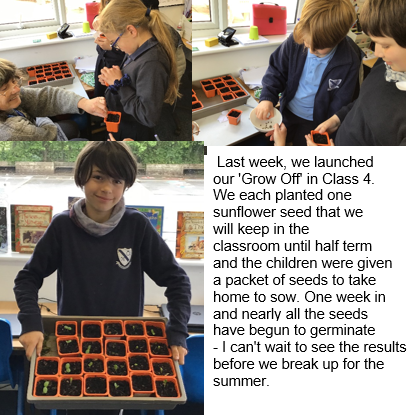 Last week, we launched
our 'Grow Off' in Class 4.
We each planted one
sunflower seed that we
will keep in the
classroom until half term
and the children were given
a packet of seeds to take
home to sow. One week in
and nearly all the seeds
have begun to germinate
- I can't wait to see the results
before we break up for the
summer.